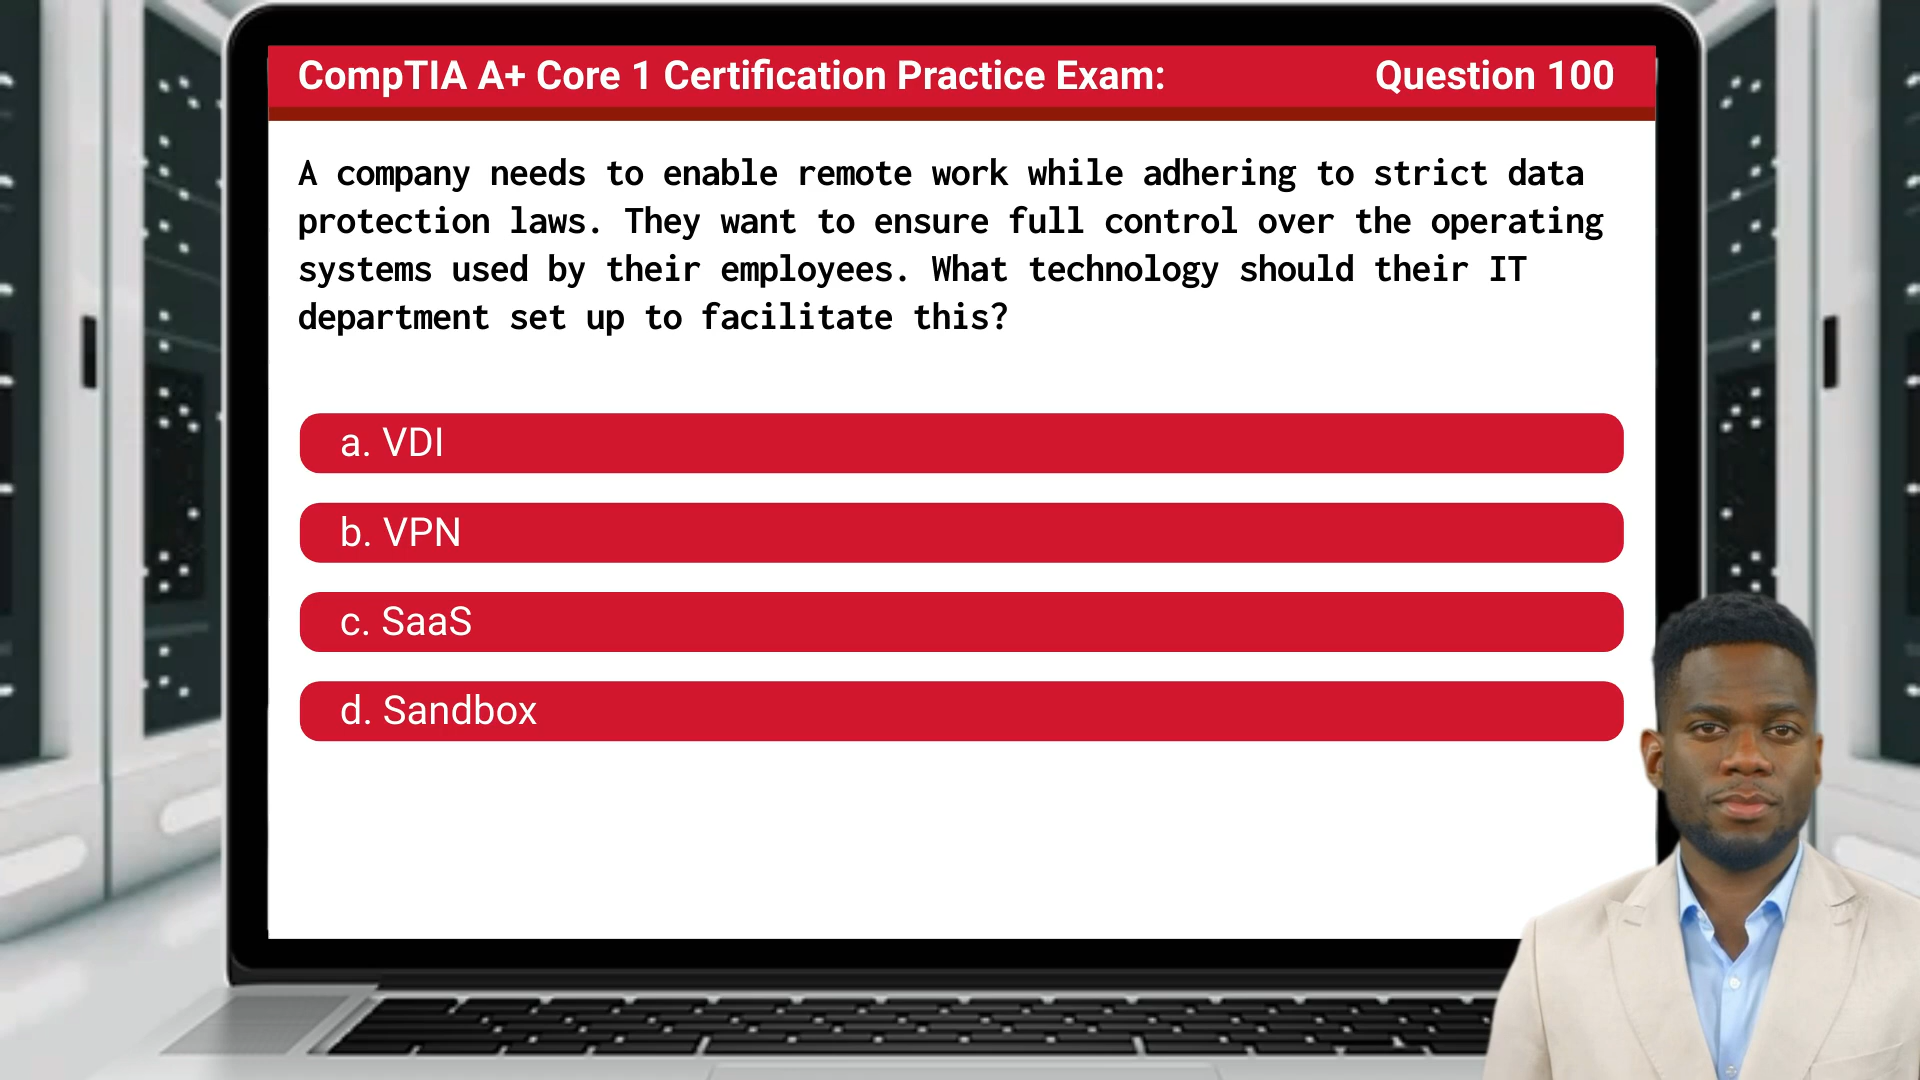 CompTIA A+ Core 1 Certification Practice Exam: Question 100
A company needs to enable remote work while adhering to strict data
protection laws. They want to ensure full control over the operating
systems used by their employees. What technology should their IT
department set up to facilitate this?
a. VDI
b. VPN
c. SaaS
d. Sandbox